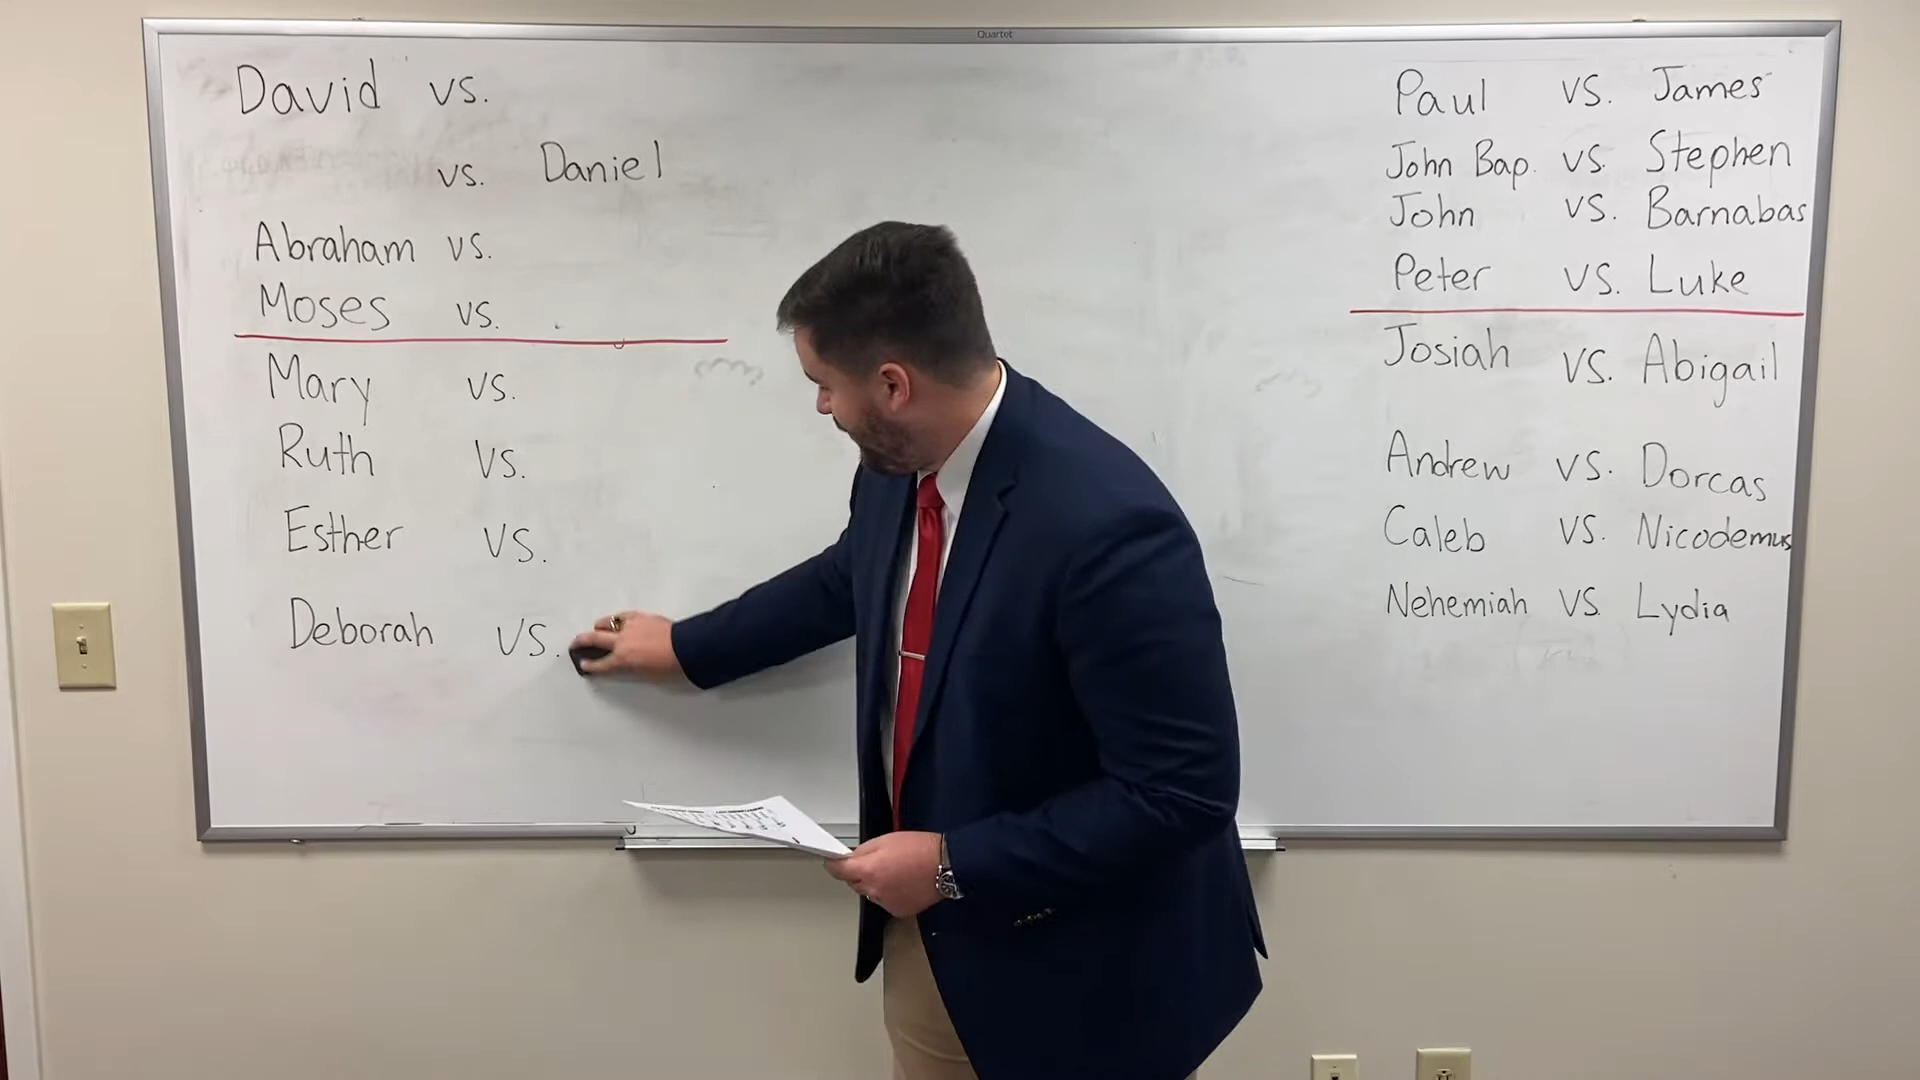 Quartet
David vs.
vs. Daniel
Abraham vs.
Moses vs.
Mary vs.
Ruth vs.
Esther vs.
Deborah vs.
Paul vs. James
John Bap. vs. Stephen
John vs. Barnabas
Peter vs. Luke
Josiah vs. Abigail
Andrew vs. Dorcas
Caleb vs. Nicodemus
Nehemiah vs. Lydia